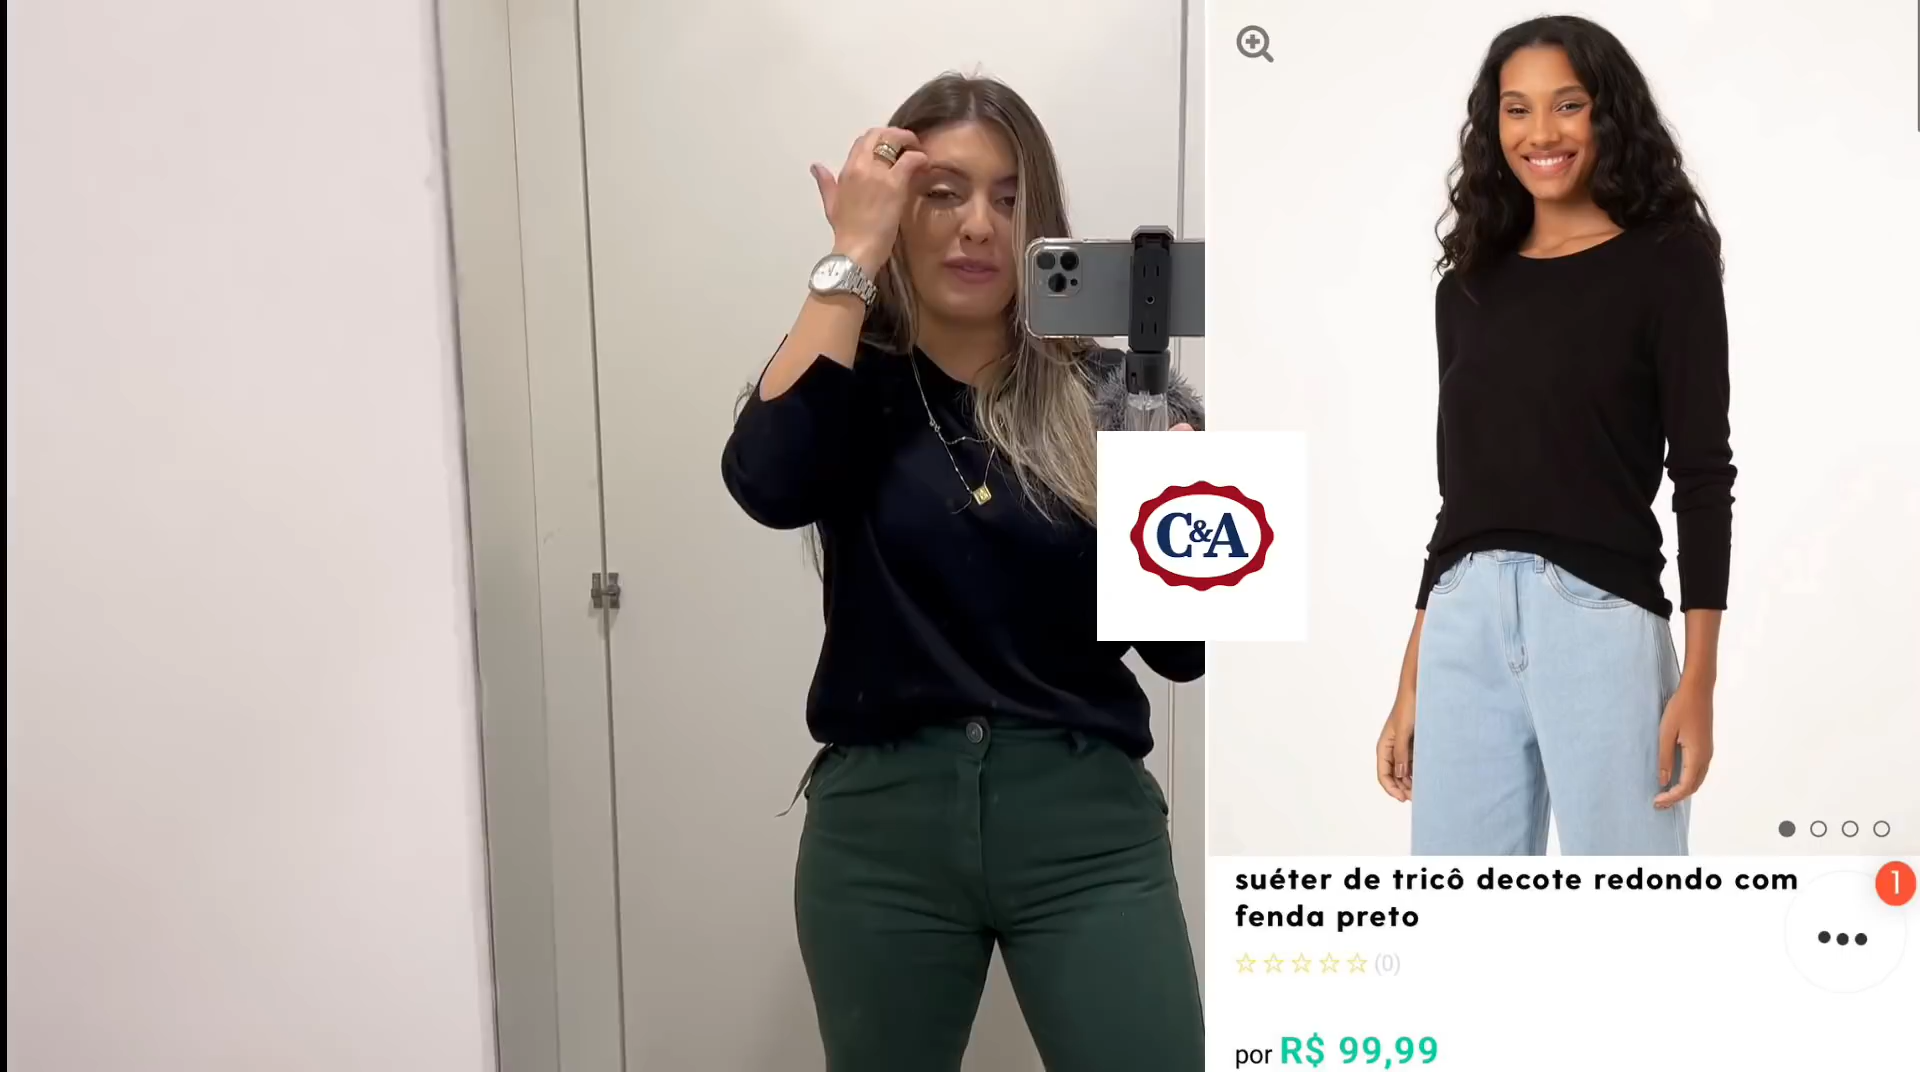 C&A
suéter de tricô decote redondo com
fenda preto
(0)
1
por R$ 99,99